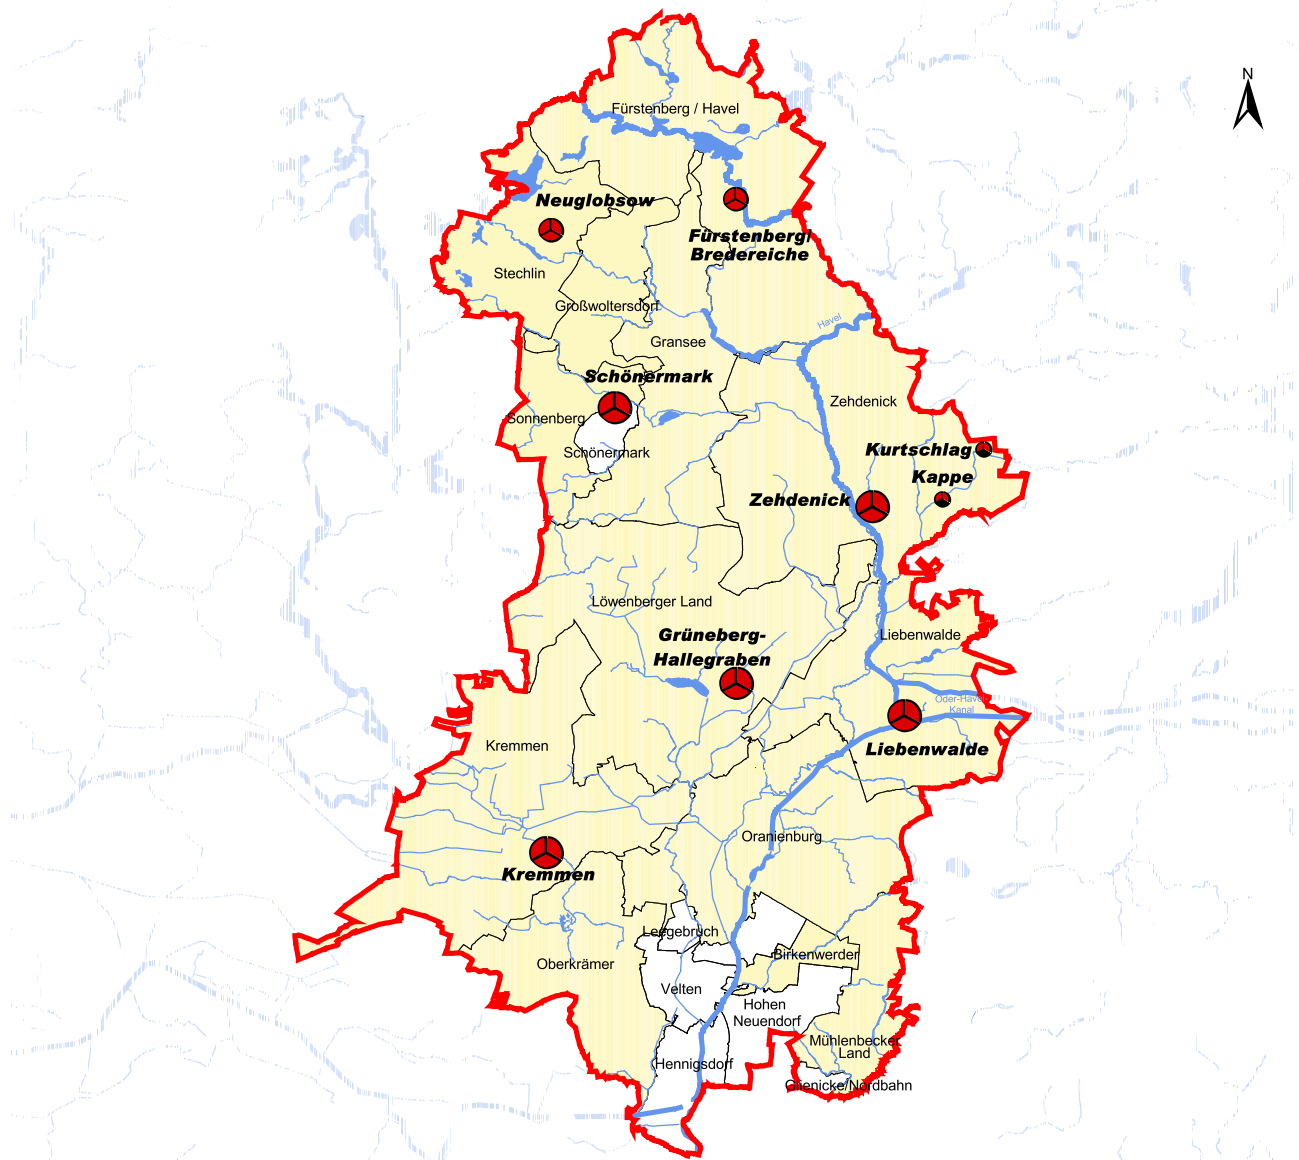 N
Fürstenberg / Havel
Neuglobsow
Fürstenberg/
Bredereiche
Stechlin
Großwoltersdorf
Havel
Gransee
Schönermark
Zehdenick
Sonnenberg
Schönermark
Kurtschlag
Kappe
Zehdenick
Löwenberger Land
Grüneberg-
Hallegraben
Liebenwalde
Oder-Havel
Kanal
Liebenwalde
Kremmen
Oranienburg
Kremmen
Leegebruch
Birkenwerder
Oberkrämer
Velten
Hohen
Neuendorf
Mühlenbecker
Land
Hennigsdorf
Glienicke/Nordbahn